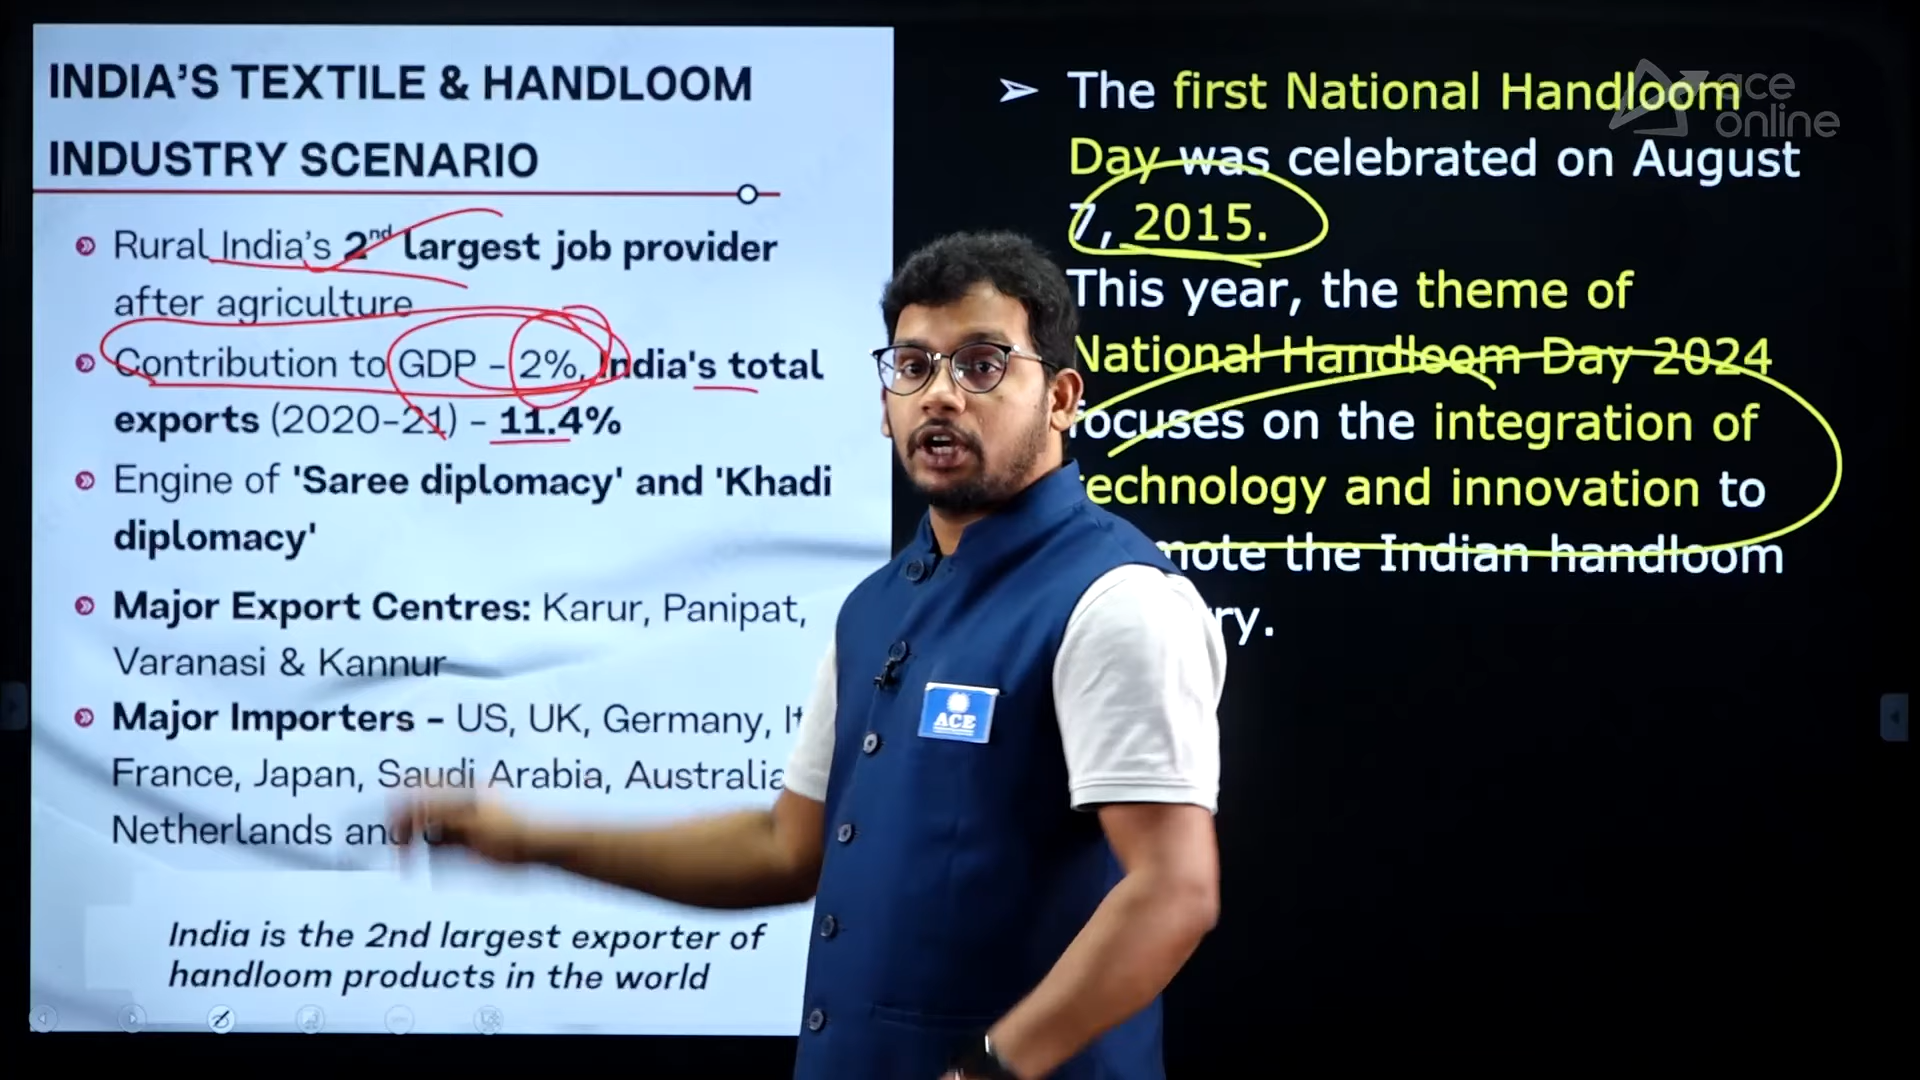 INDIA'S TEXTILE & HANDLOOM
INDUSTRY SCENARIO
Rural India's 2nd largest job provider
after agriculture
Contribution to GDP - 2%, India's total
exports (2020-21) - 11.4%
Engine of 'Saree diplomacy' and 'Khadi
diplomacy'
Major Export Centres: Karur, Panipat,
Varanasi & Kannur
Major Importers - US, UK, Germany,
France, Japan, Saudi Arabia, Australia
Netherlands and
India is the 2nd largest exporter of
handloom products in the world
The first National Handloom
Day was celebrated on August
7, 2015.
This year, the theme of
National Handloom Day 2024
focuses on the integration of
technology and innovation to
the Indian handloom
ace
online
ACE